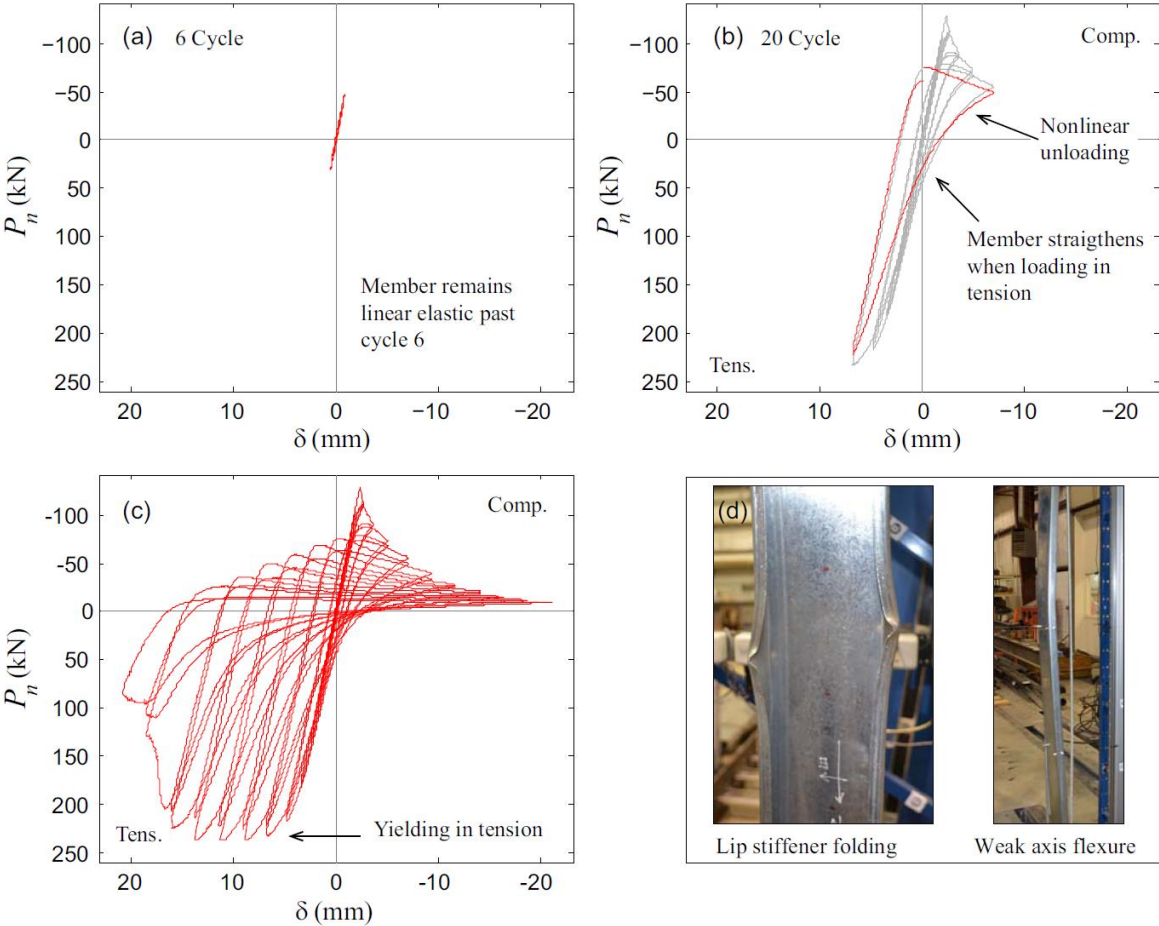 (a) 6 Cycle
-100
-50
0
50
100
150
200
250
Pn (kN)
Member remains
linear elastic past
cycle 6
20 10 0 -10 -20
δ (mm)
(b) 20 Cycle
Comp.
-100
-50
0
50
100
150
200
250
Pn (kN)
Nonlinear
unloading
Member straigthens
when loading in
tension
Tens.
20 10 0 -10 -20
δ (mm)
(c)
Comp.
-100
-50
0
50
100
150
200
250
Pn (kN)
Tens.
Yielding in tension
20 10 0 -10 -20
δ (mm)
(d)
Lip stiffener folding
Weak axis flexure